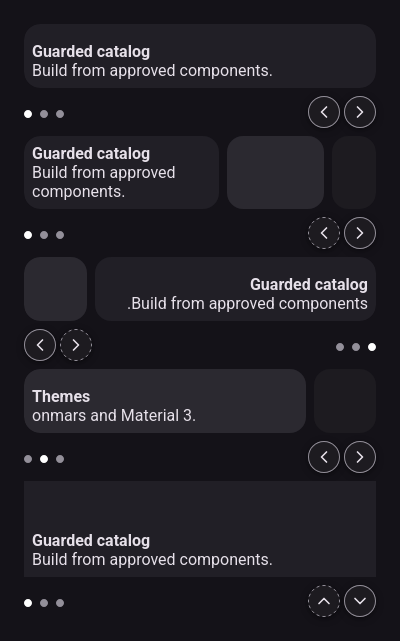 Guarded catalog
Build from approved components.
Guarded catalog
Build from approved
components.
Guarded catalog
.Build from approved components
Themes
onmars and Material 3.
Guarded catalog
Build from approved components.